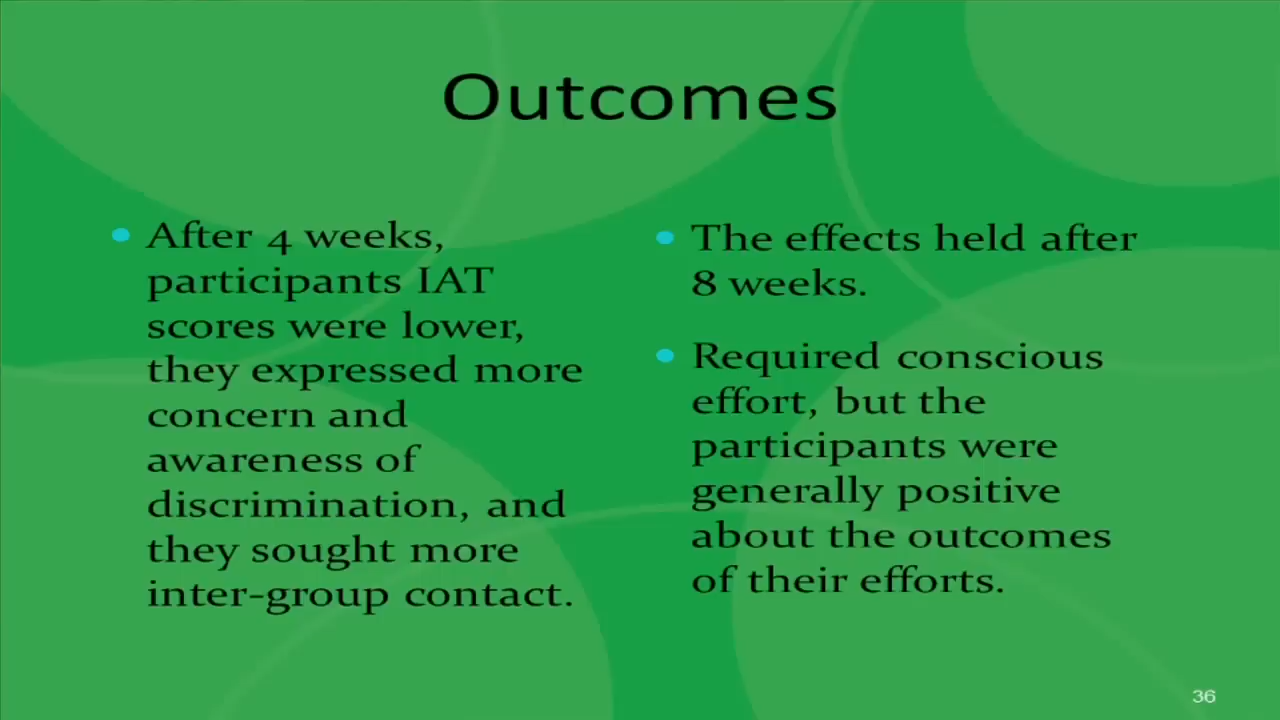 Outcomes
• After 4 weeks,
participants IAT
scores were lower,
they expressed more
concern and
awareness of
discrimination, and
they sought more
inter-group contact.
• The effects held after
8 weeks.
• Required conscious
effort, but the
participants were
generally positive
about the outcomes
of their efforts.
36